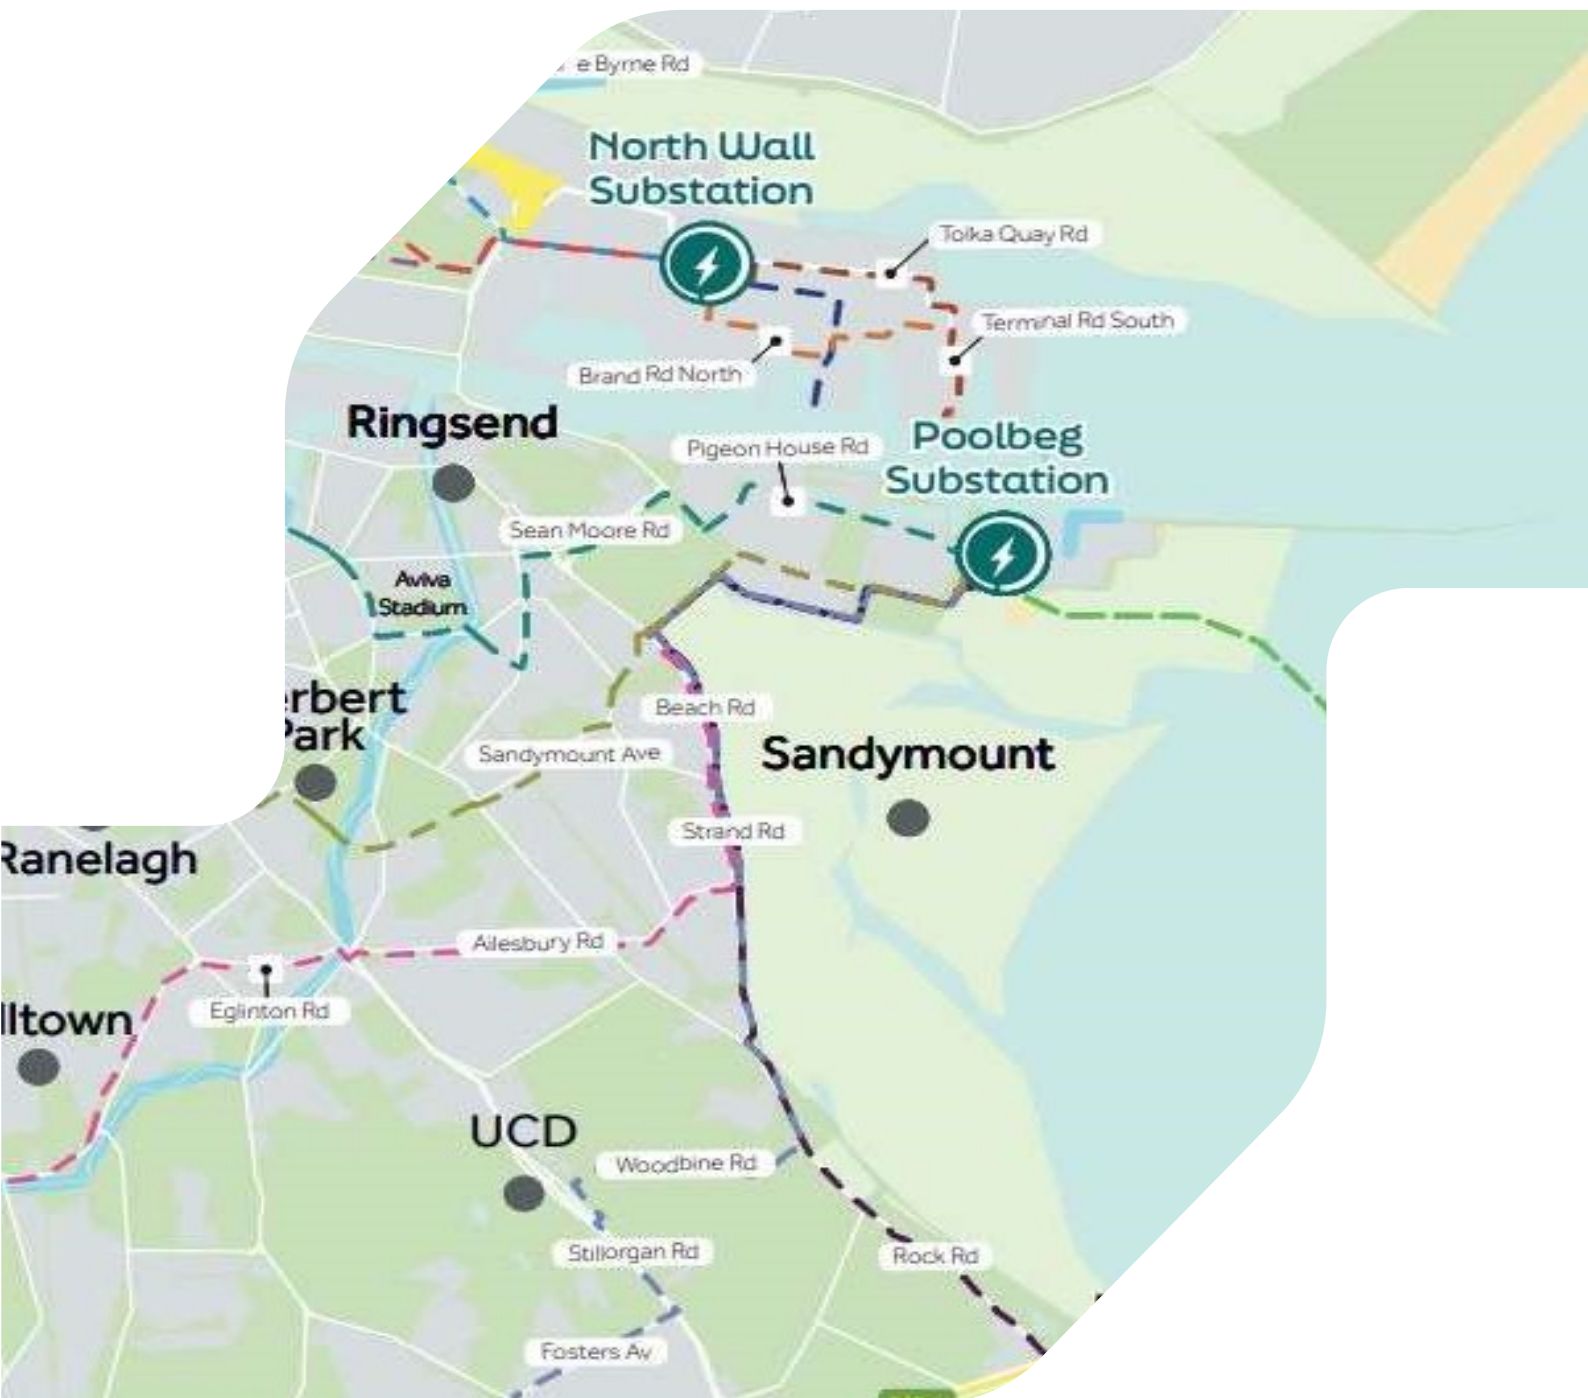 e Byrne Rd
North Wall
Substation
Tolka Quay Rd
Terminal Rd South
Brand Rd North
Ringsend
Pigeon House Rd
Poolbeg
Substation
Sean Moore Rd
Aviva
Stadium
erbert
Park
Beach Rd
Sandymount Ave
Sandymount
Strand Rd
Ranelagh
Ailesbury Rd
Eglinton Rd
lltown
UCD
Woodbine Rd
Stillorgan Rd
Rock Rd
Fosters Av